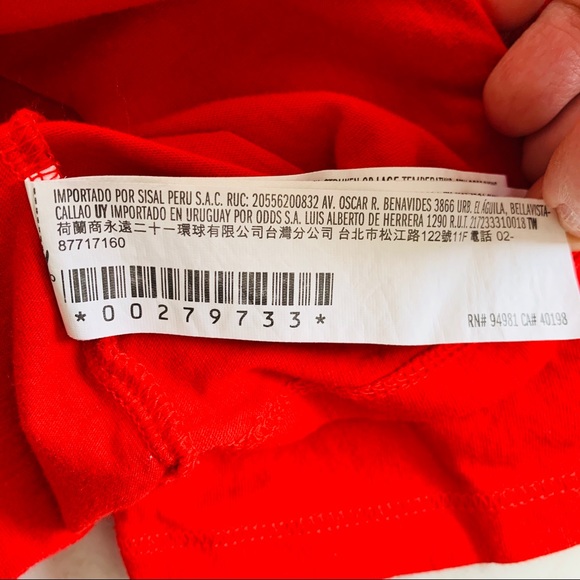 IMPORTADO POR SISAL PERU S.A.C. RUC: 20556200832 AV. OSCAR R. BENAVIDES 3866 URB. EL ÁGUILA, BELLAVISTA-
CALLAO UY IMPORTADO EN URUGUAY POR ODDS S.A. LUIS ALBERTO DE HERRERA 1290 R.U.T. 217233310018 TW
荷蘭商永遠二十一環球有限公司台灣分公司 台北市松江路122號11F電話 02-
87717160
*00279733*
RN# 94981 CA# 40198